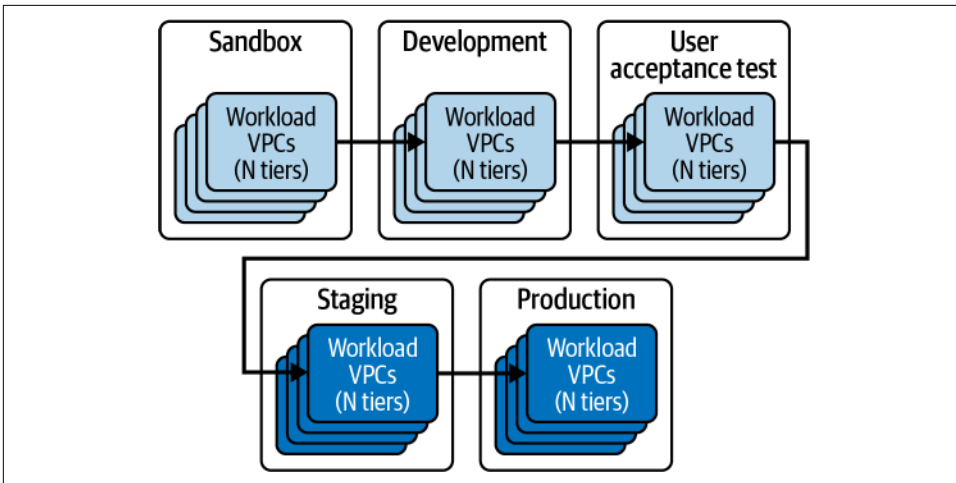 Sandbox
Workload
VPCs
(N tiers)
Development
Workload
VPCs
(N tiers)
User
acceptance test
Workload
VPCs
(N tiers)
Staging
Workload
VPCs
(N tiers)
Production
Workload
VPCs
(N tiers)